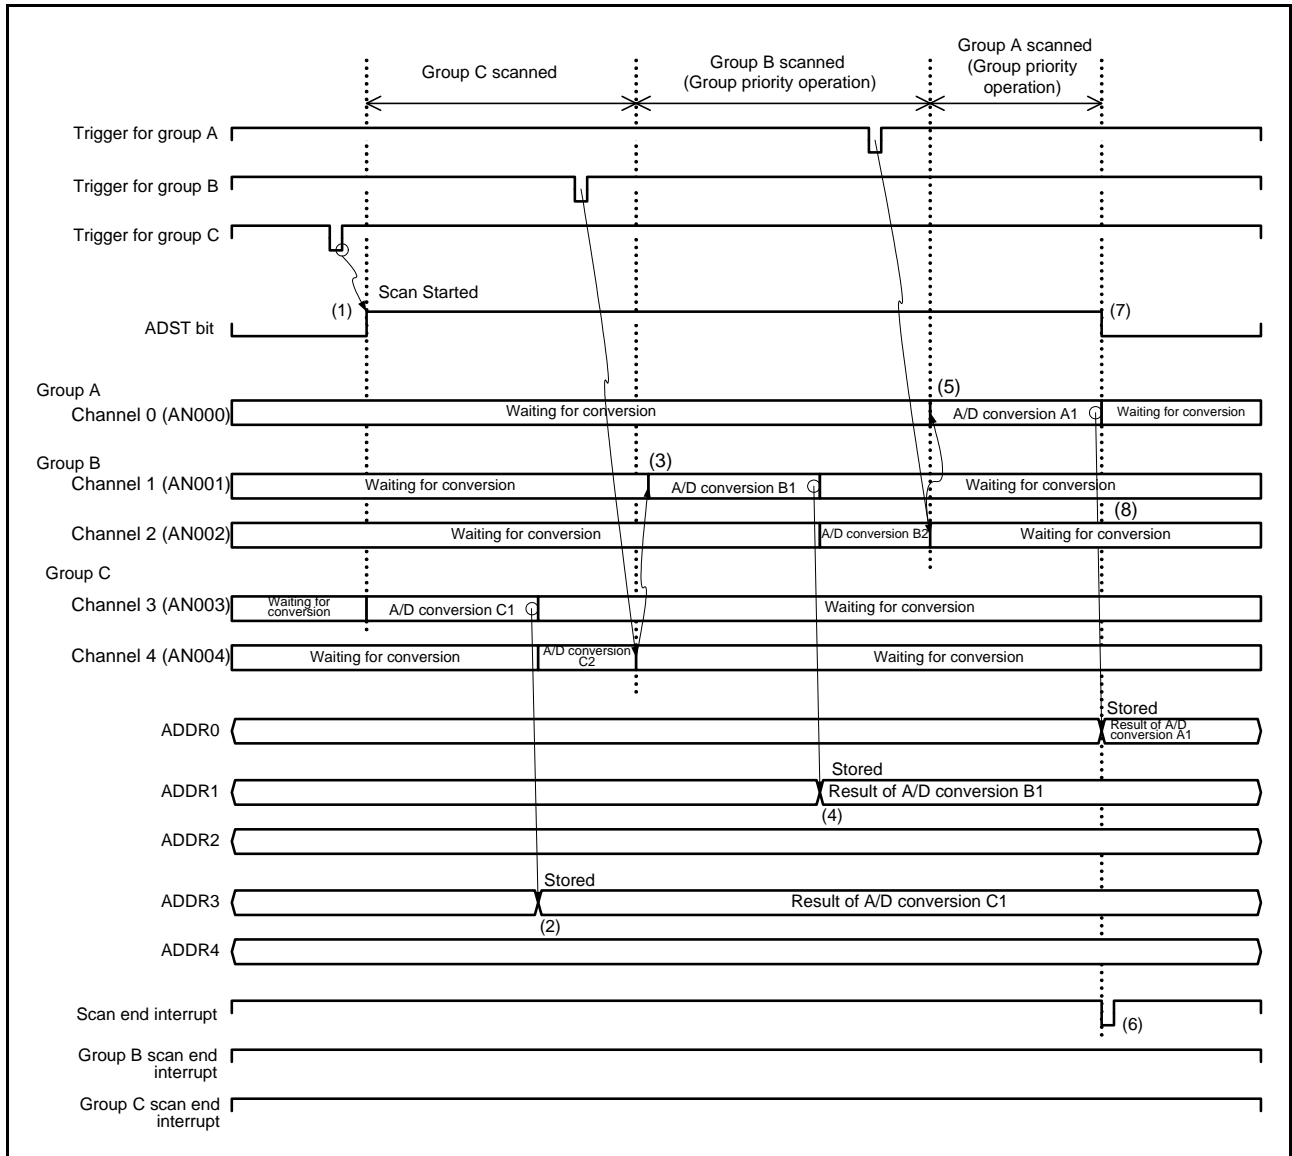 Group C scanned
Group B scanned
(Group priority operation)
Group A scanned
(Group priority
operation)
Trigger for group A
Trigger for group B
Trigger for group C
Scan Started
(1)
(7)
ADST bit
Group A
(5)
Channel 0 (AN000)
Waiting for conversion
A/D conversion A1
Waiting for conversion
Group B
(3)
Channel 1 (AN001)
Waiting for conversion
A/D conversion B1
Waiting for conversion
(8)
Channel 2 (AN002)
Waiting for conversion
A/D conversion B2
Waiting for conversion
Group C
Channel 3 (AN003)
Waiting for
conversion
A/D conversion C1
Waiting for conversion
Channel 4 (AN004)
Waiting for conversion
A/D conversion
C2
Waiting for conversion
Stored
ADDR0
Result of A/D
conversion A1
Stored
ADDR1
Result of A/D conversion B1
(4)
ADDR2
Stored
ADDR3
Result of A/D conversion C1
(2)
ADDR4
Scan end interrupt
(6)
Group B scan end
interrupt
Group C scan end
interrupt